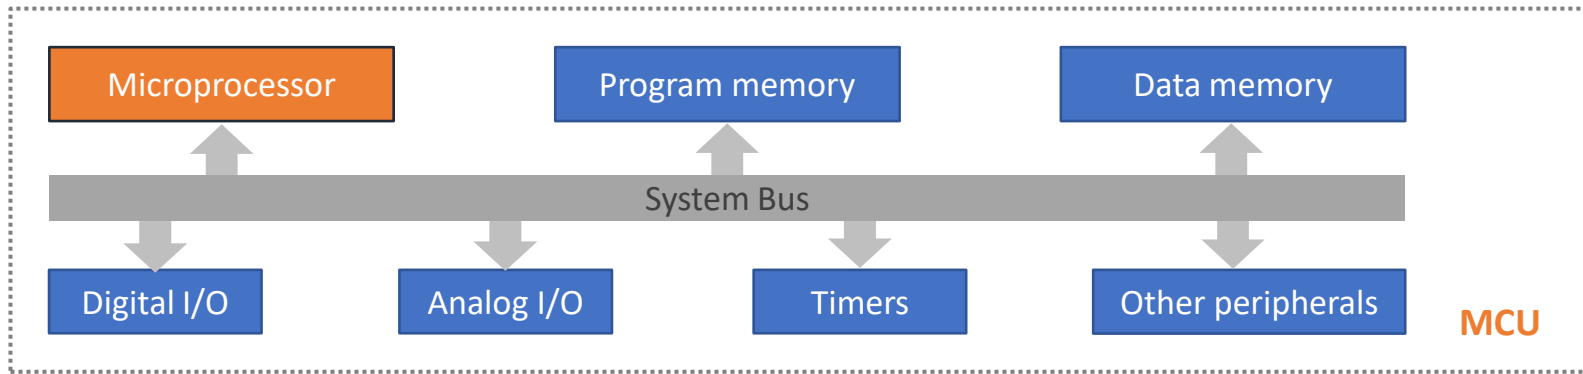 Microprocessor
Program memory
Data memory
System Bus
Digital I/O
Analog I/O
Timers
Other peripherals
MCU